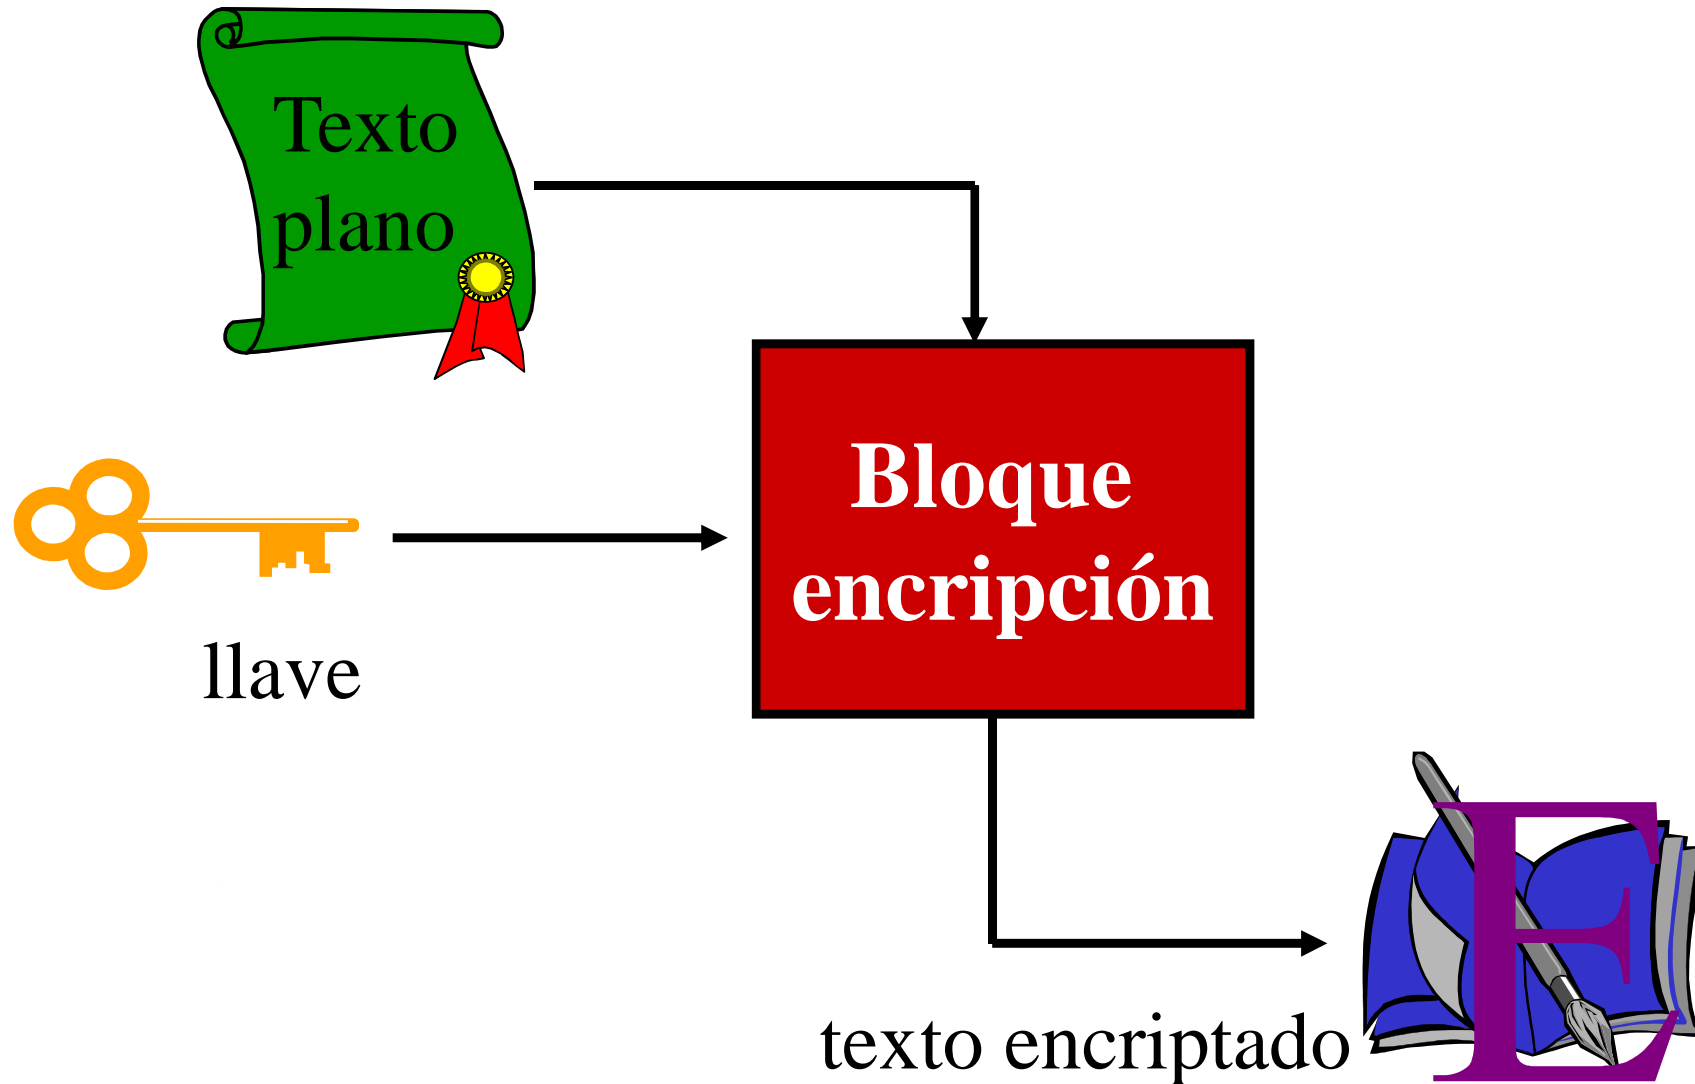 Texto
plano
Bloque
encripción
llave
texto encriptado
E